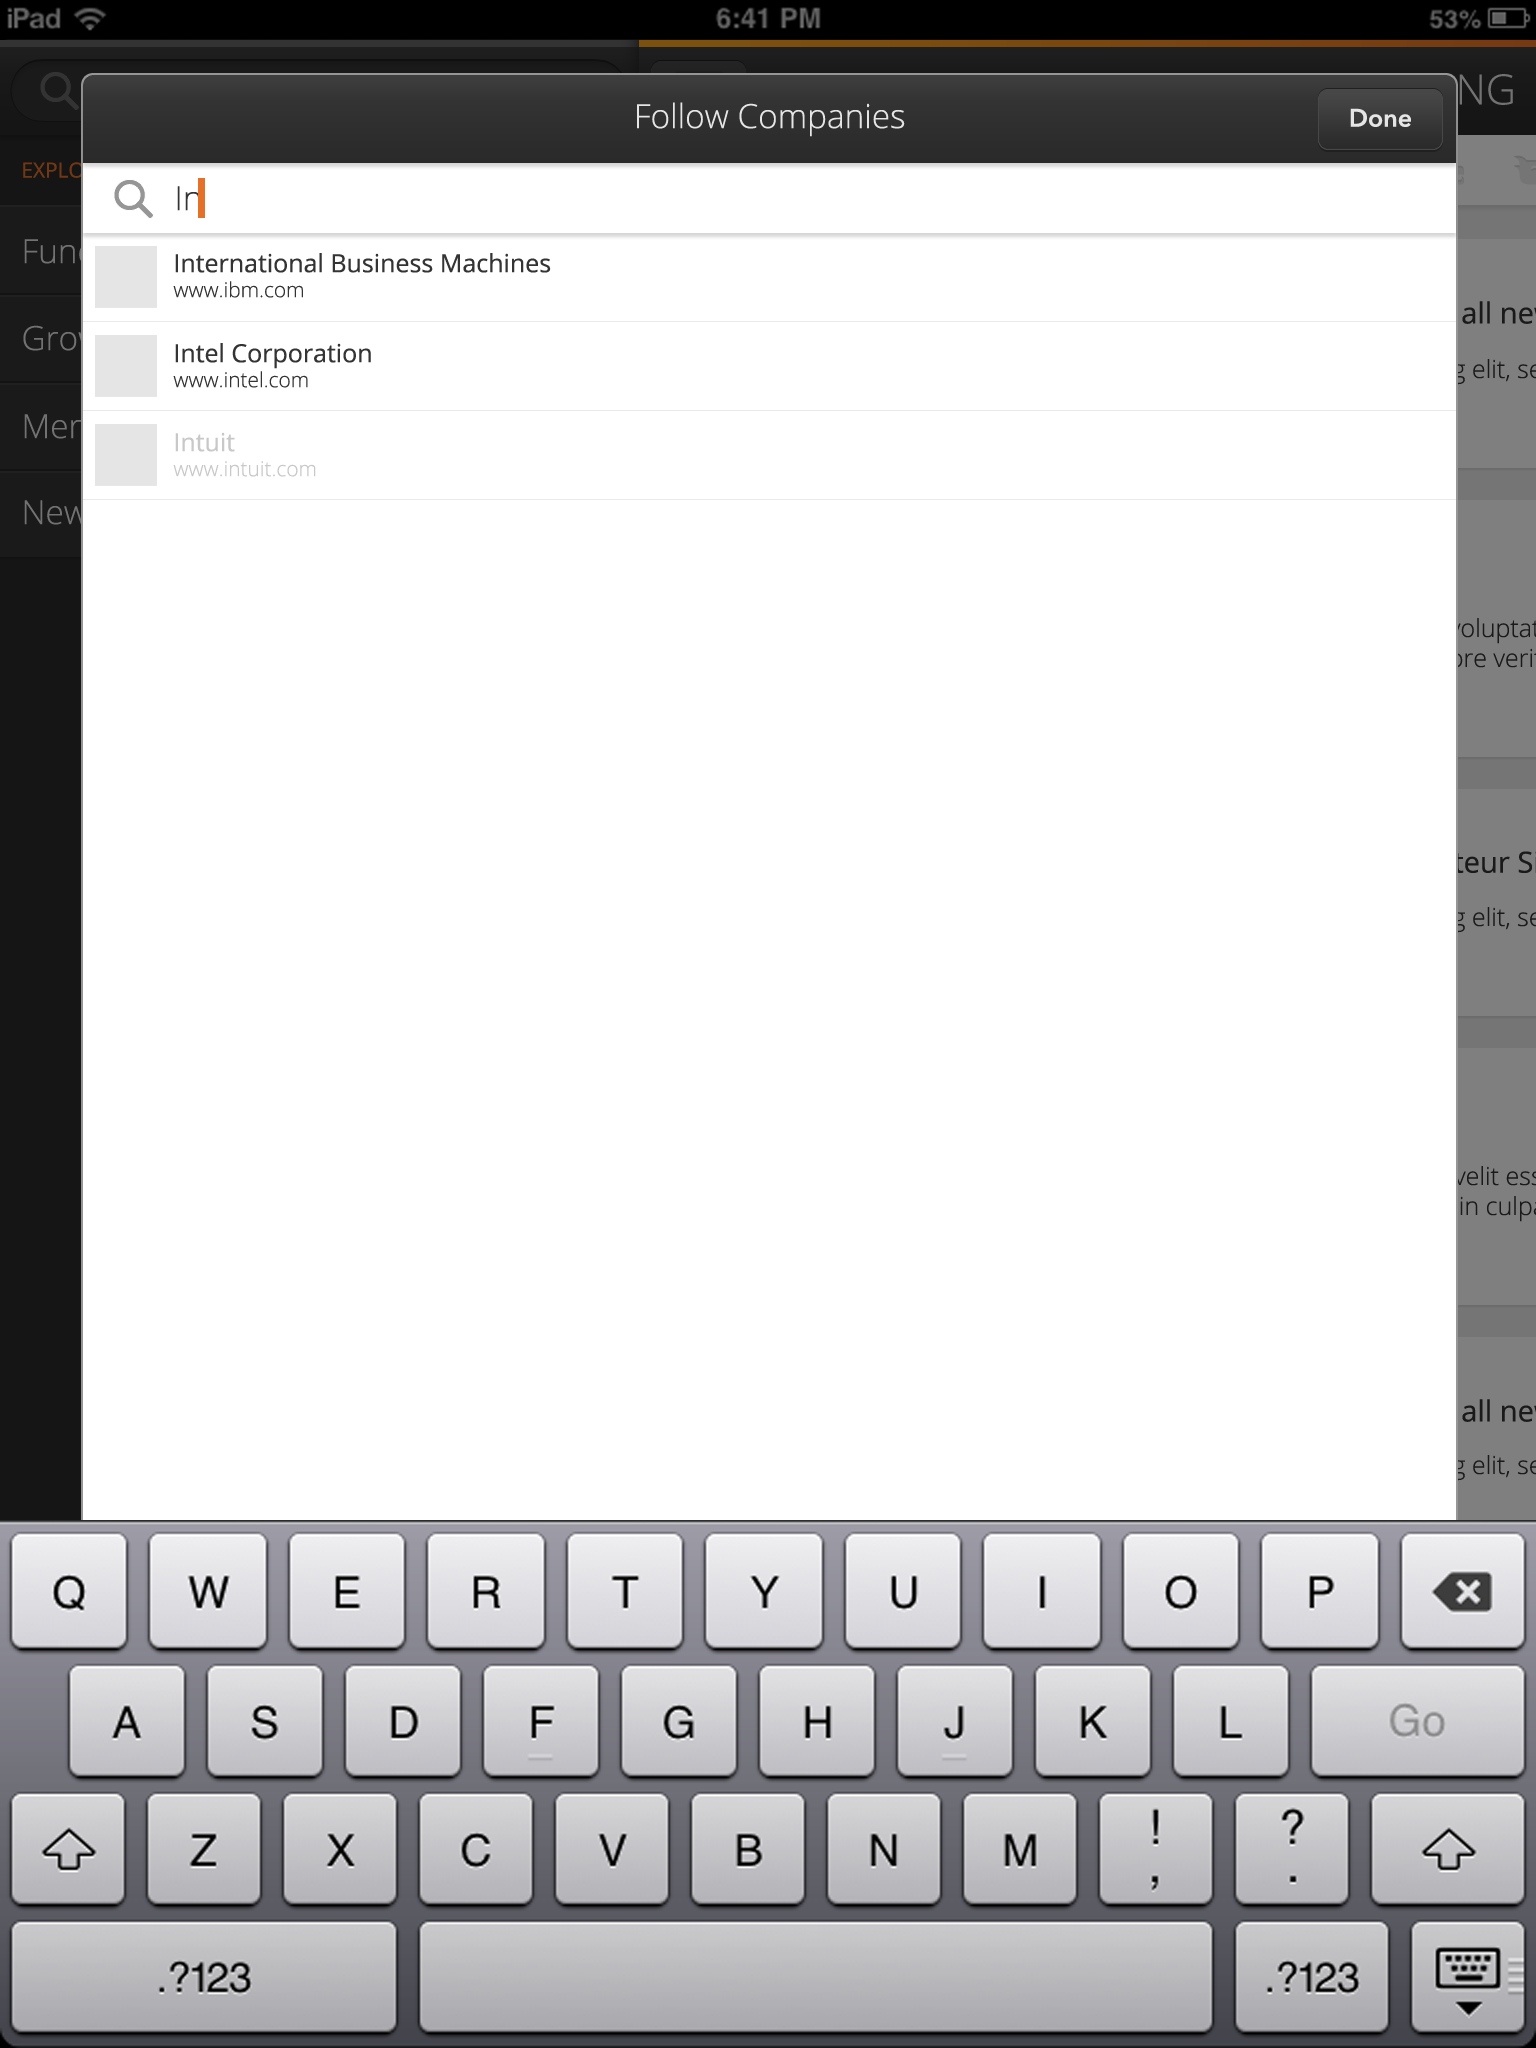 iPad
6:41 PM
53%
NG
Follow Companies
Done
EXPLO
In
International Business Machines
www.ibm.com
Intel Corporation
www.intel.com
Intuit
www.intuit.com
Fun
Gro
Mer
New
all ne
g elit, se
voluptat
ore veri
teur Si
g elit, se
velit ess
in culpa
all ne
g elit, se
Q W E R T Y U I O P
A S D F G H J K L Go
Z X C V B N M ! , ? .
.?123 .?123